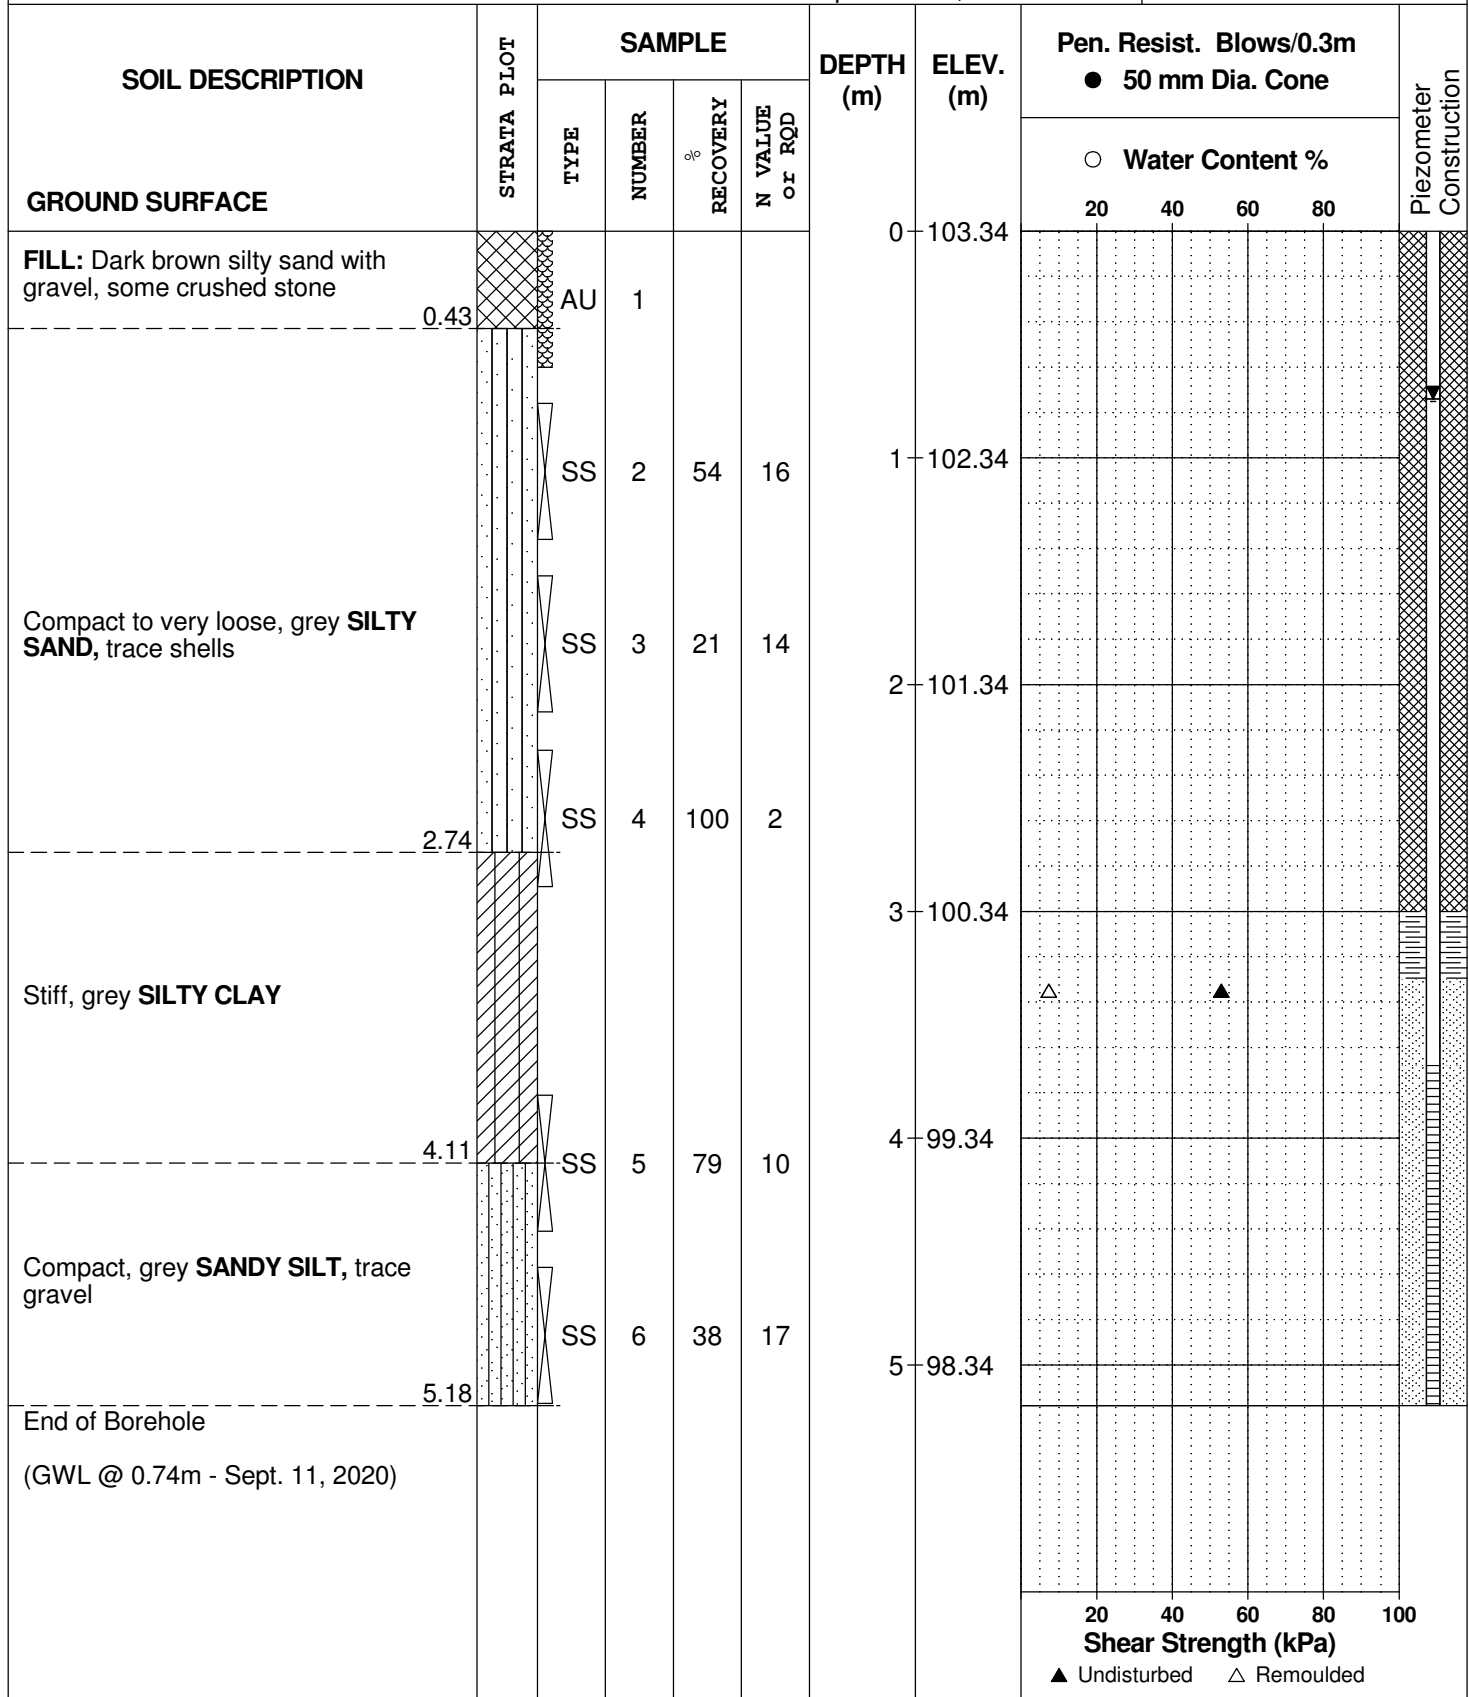 SOIL DESCRIPTION
GROUND SURFACE
STRATA PLOT
SAMPLE
TYPE
NUMBER
%
RECOVERY
N VALUE
or RQD
DEPTH
(m)
ELEV.
(m)
Pen. Resist. Blows/0.3m
● 50 mm Dia. Cone
○ Water Content %
20 40 60 80
Piezometer
Construction
0 103.34
FILL: Dark brown silty sand with
gravel, some crushed stone
0.43
AU 1
SS 2 54 16
1 102.34
Compact to very loose, grey SILTY
SAND, trace shells
SS 3 21 14
2 101.34
SS 4 100 2
2.74
3 100.34
Stiff, grey SILTY CLAY
4 99.34
4.11
SS 5 79 10
Compact, grey SANDY SILT, trace
gravel
SS 6 38 17
5 98.34
5.18
End of Borehole
(GWL @ 0.74m - Sept. 11, 2020)
20 40 60 80 100
Shear Strength (kPa)
▲ Undisturbed △ Remoulded